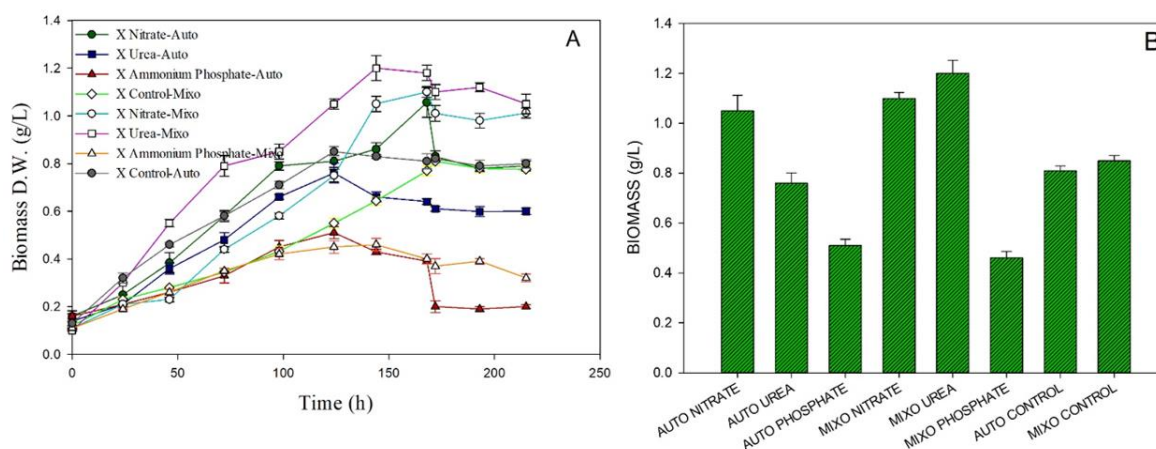 A
X Nitrate-Auto
X Urea-Auto
X Ammonium Phosphate-Auto
X Control-Mixo
X Nitrate-Mixo
X Urea-Mixo
X Ammonium Phosphate-Mixo
X Control-Auto
Biomass D.W. (g/L)
1.4
1.2
1.0
0.8
0.6
0.4
0.2
0.0
0 50 100 150 200 250
Time (h)
B
BIOMASS (g/L)
1.4
1.2
1.0
0.8
0.6
0.4
0.2
0.0
AUTO NITRATE
AUTO UREA
AUTO PHOSPHATE
MIXO NITRATE
MIXO UREA
MIXO PHOSPHATE
AUTO CONTROL
MIXO CONTROL